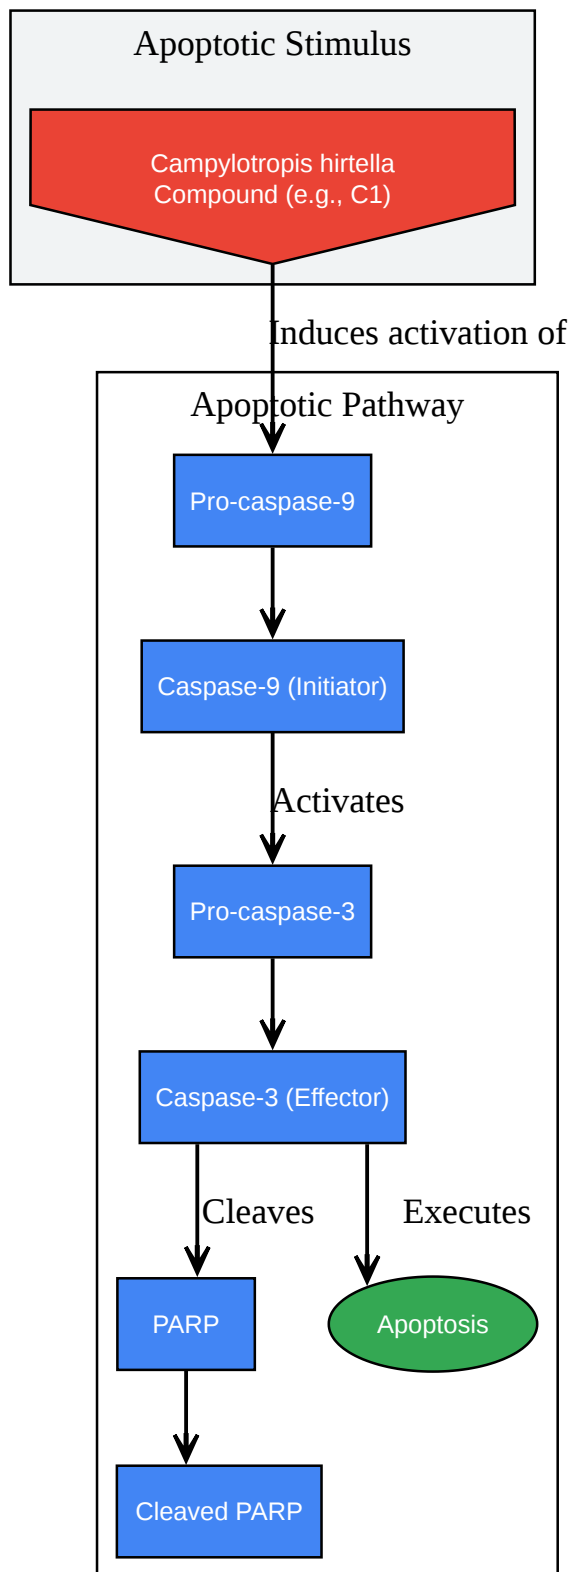 Apoptotic Stimulus
Campylotropis hirtella
Compound (e.g., C1)
Induces activation of
Apoptotic Pathway
Pro-caspase-9
Caspase-9 (Initiator)
Activates
Pro-caspase-3
Caspase-3 (Effector)
Cleaves
Executes
PARP
Apoptosis
Cleaved PARP